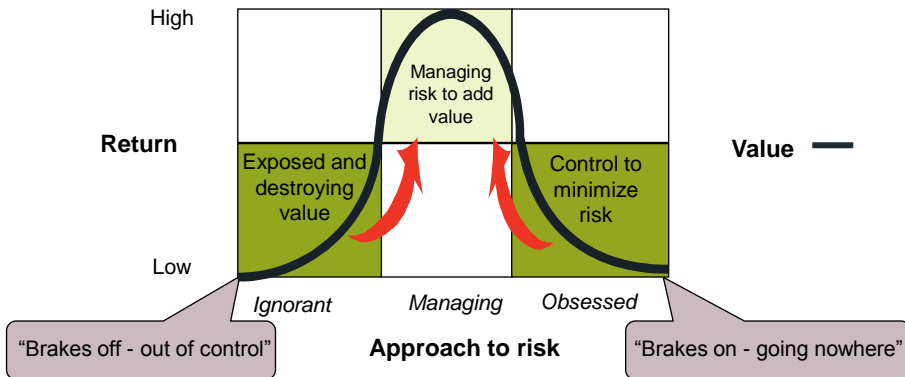 High
Managing
risk to add
value
Return
Value
Exposed and
destroying
value
Control to
minimize
risk
Low
Ignorant
Managing
Obsessed
“Brakes off - out of control”
Approach to risk
“Brakes on - going nowhere”